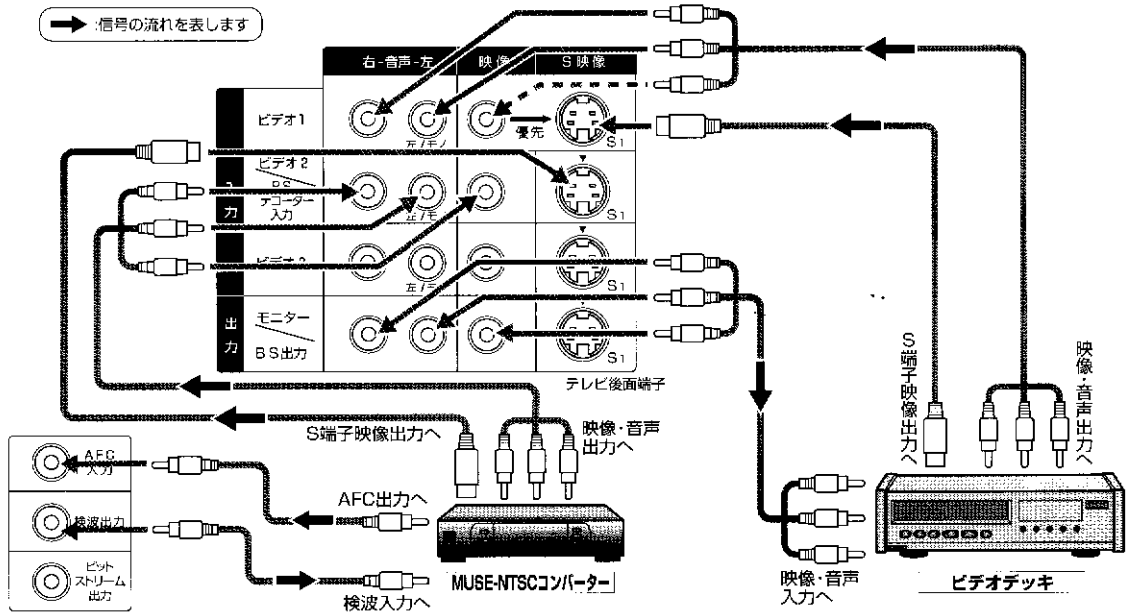 :信号の流れを表します
右-音声-左
映像
S映像
ビデオ1
左/モノ
優先
S1
ビデオ2
BS
デコーダー
入力
左/モ
S1
力
左/モ
S1
出力
モニター
BS出力
S1
テレビ後面端子
S端子映像出力へ
映像・音声
出力へ
S端子映像出力へ
映像・音声出力へ
AFC
入力
AFC出力へ
検波出力
ビット
ストリーム
出力
検波入力へ
MUSE-NTSCコンバーター
映像・音声
入力へ
ビデオデッキ